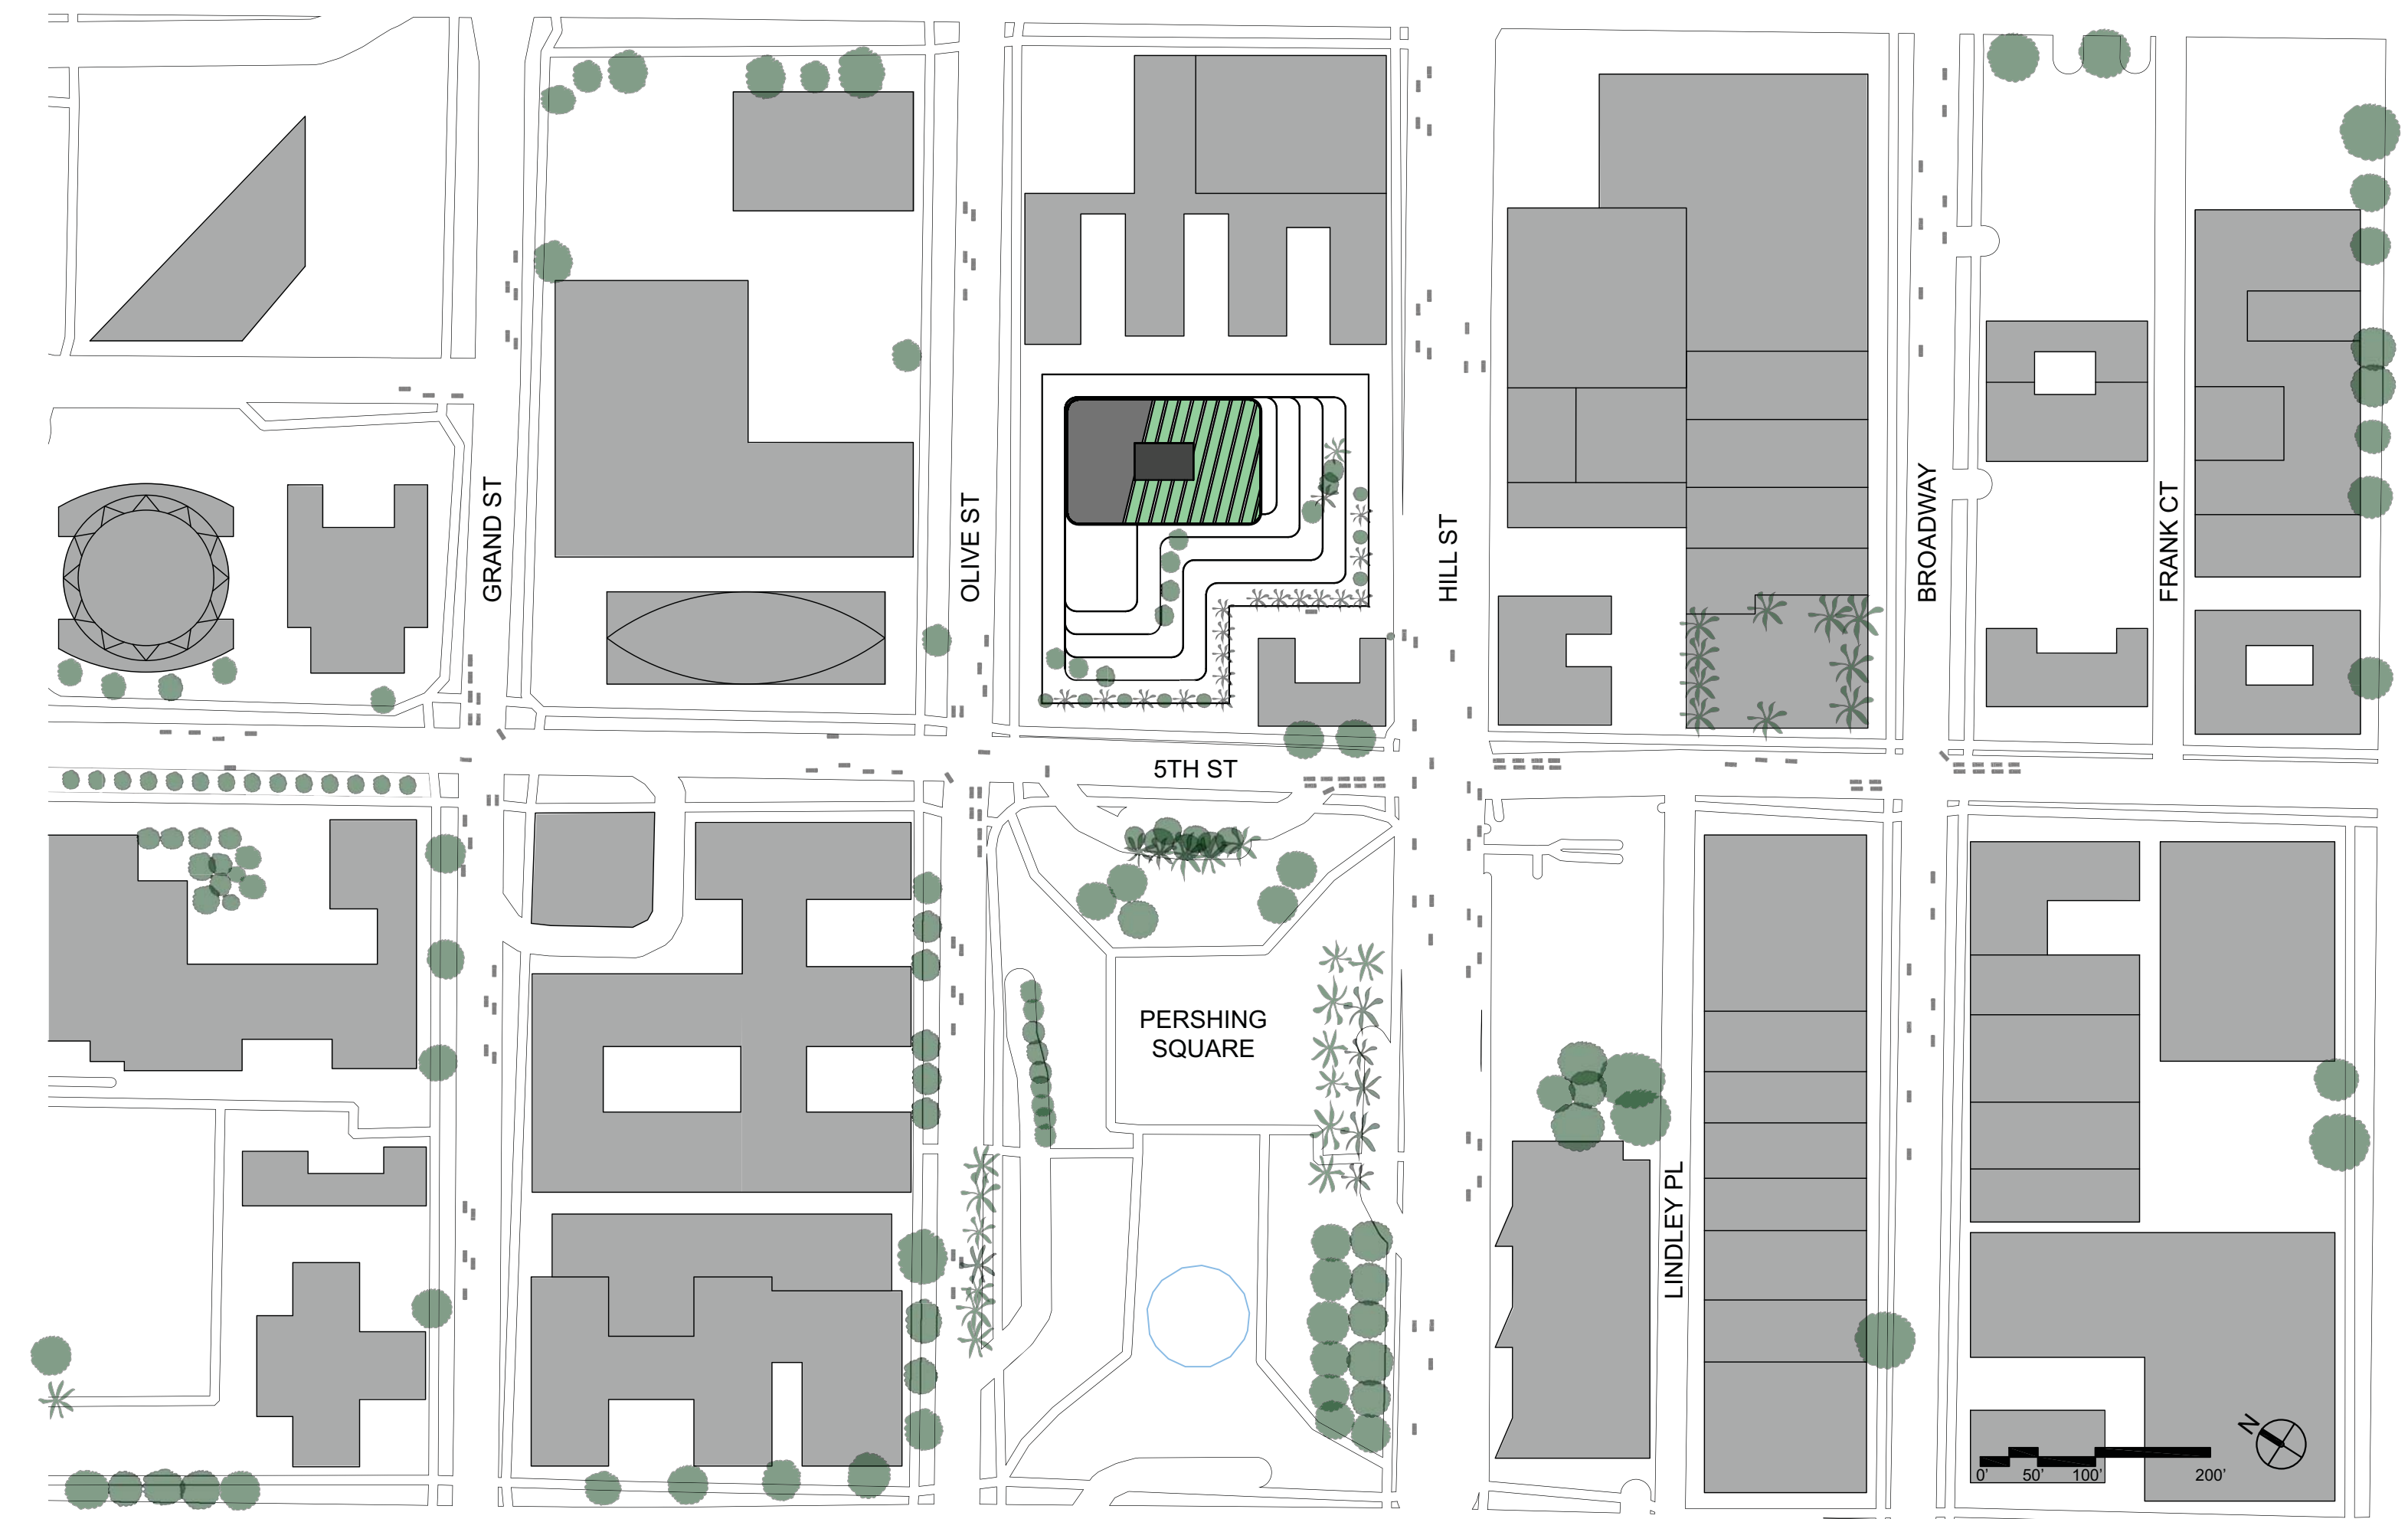 GRAND ST
OLIVE ST
HILL ST
BROADWAY
FRANK CT
5TH ST
PERSHING
SQUARE
LINDLEY PL
N
0' 50' 100' 200'